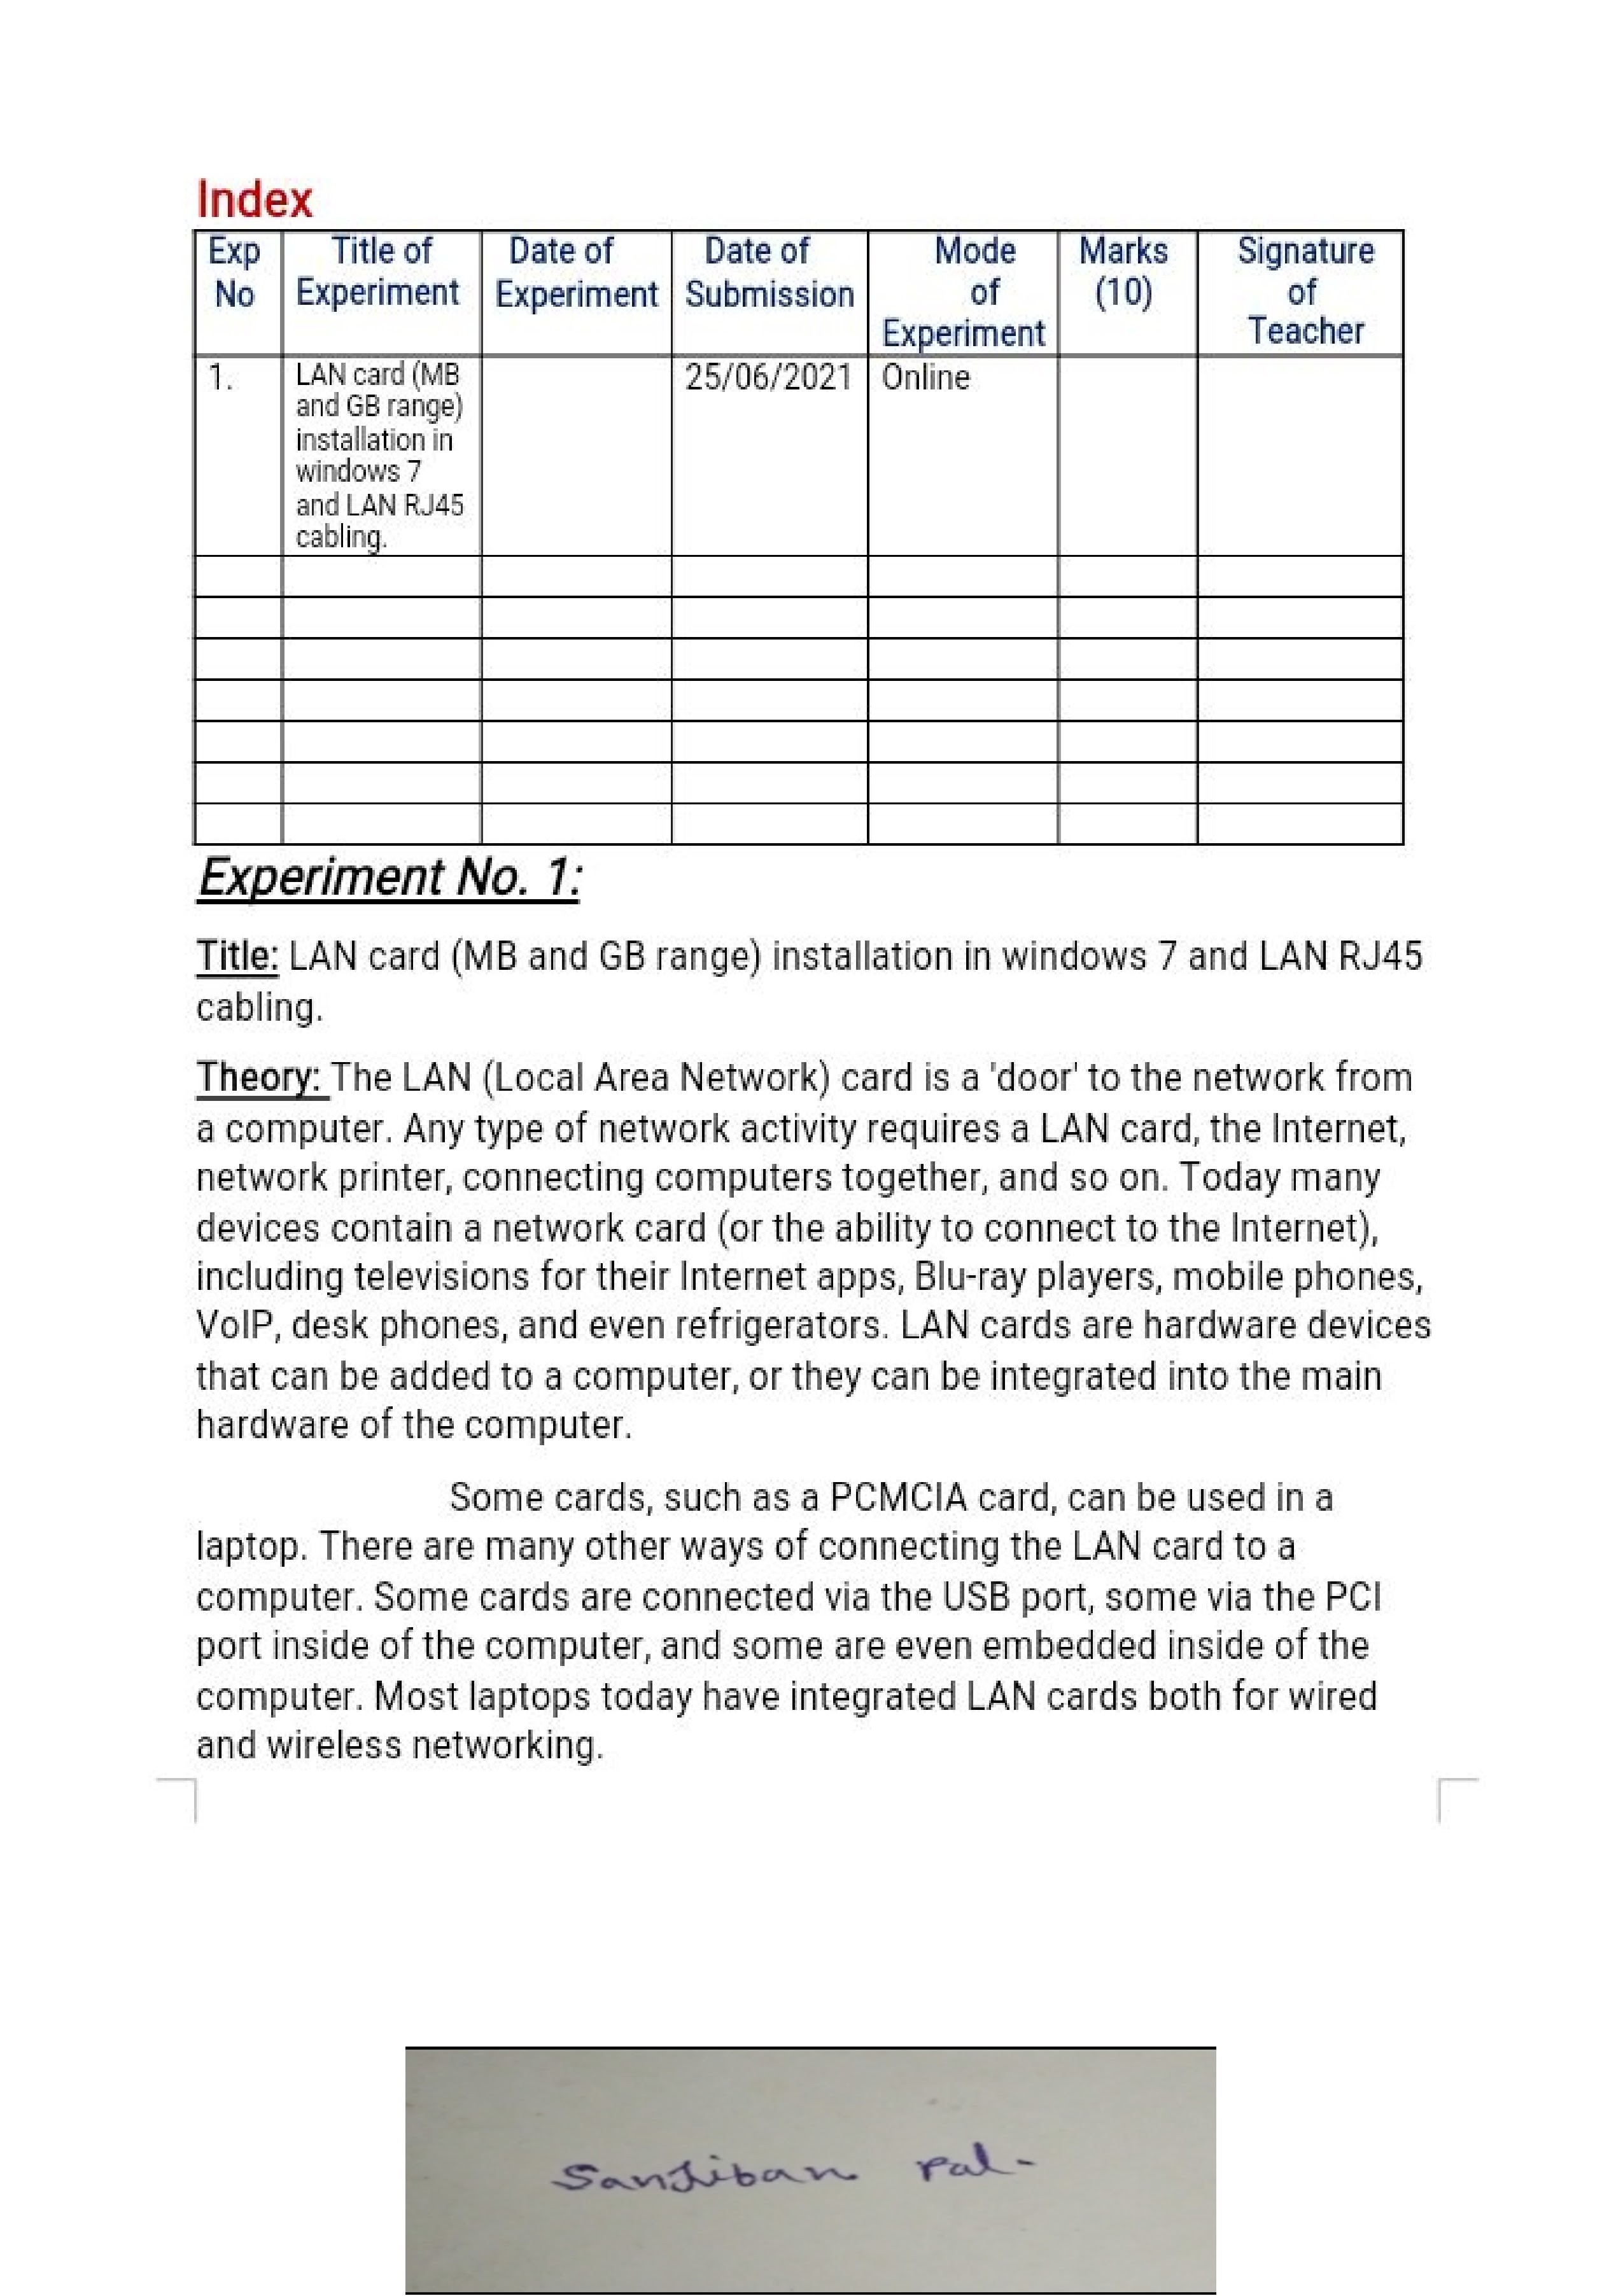 Index
Exp No | Title of Experiment | Date of Experiment | Date of Submission | Mode of Experiment | Marks (10) | Signature of Teacher
1. | LAN card (MB and GB range) installation in windows 7 and LAN RJ45 cabling. | | 25/06/2021 | Online | |
Experiment No. 1:
Title: LAN card (MB and GB range) installation in windows 7 and LAN RJ45
cabling.
Theory: The LAN (Local Area Network) card is a 'door' to the network from
a computer. Any type of network activity requires a LAN card, the Internet,
network printer, connecting computers together, and so on. Today many
devices contain a network card (or the ability to connect to the Internet),
including televisions for their Internet apps, Blu-ray players, mobile phones,
VoIP, desk phones, and even refrigerators. LAN cards are hardware devices
that can be added to a computer, or they can be integrated into the main
hardware of the computer.
Some cards, such as a PCMCIA card, can be used in a
laptop. There are many other ways of connecting the LAN card to a
computer. Some cards are connected via the USB port, some via the PCI
port inside of the computer, and some are even embedded inside of the
computer. Most laptops today have integrated LAN cards both for wired
and wireless networking.
Sanjiban Pal-